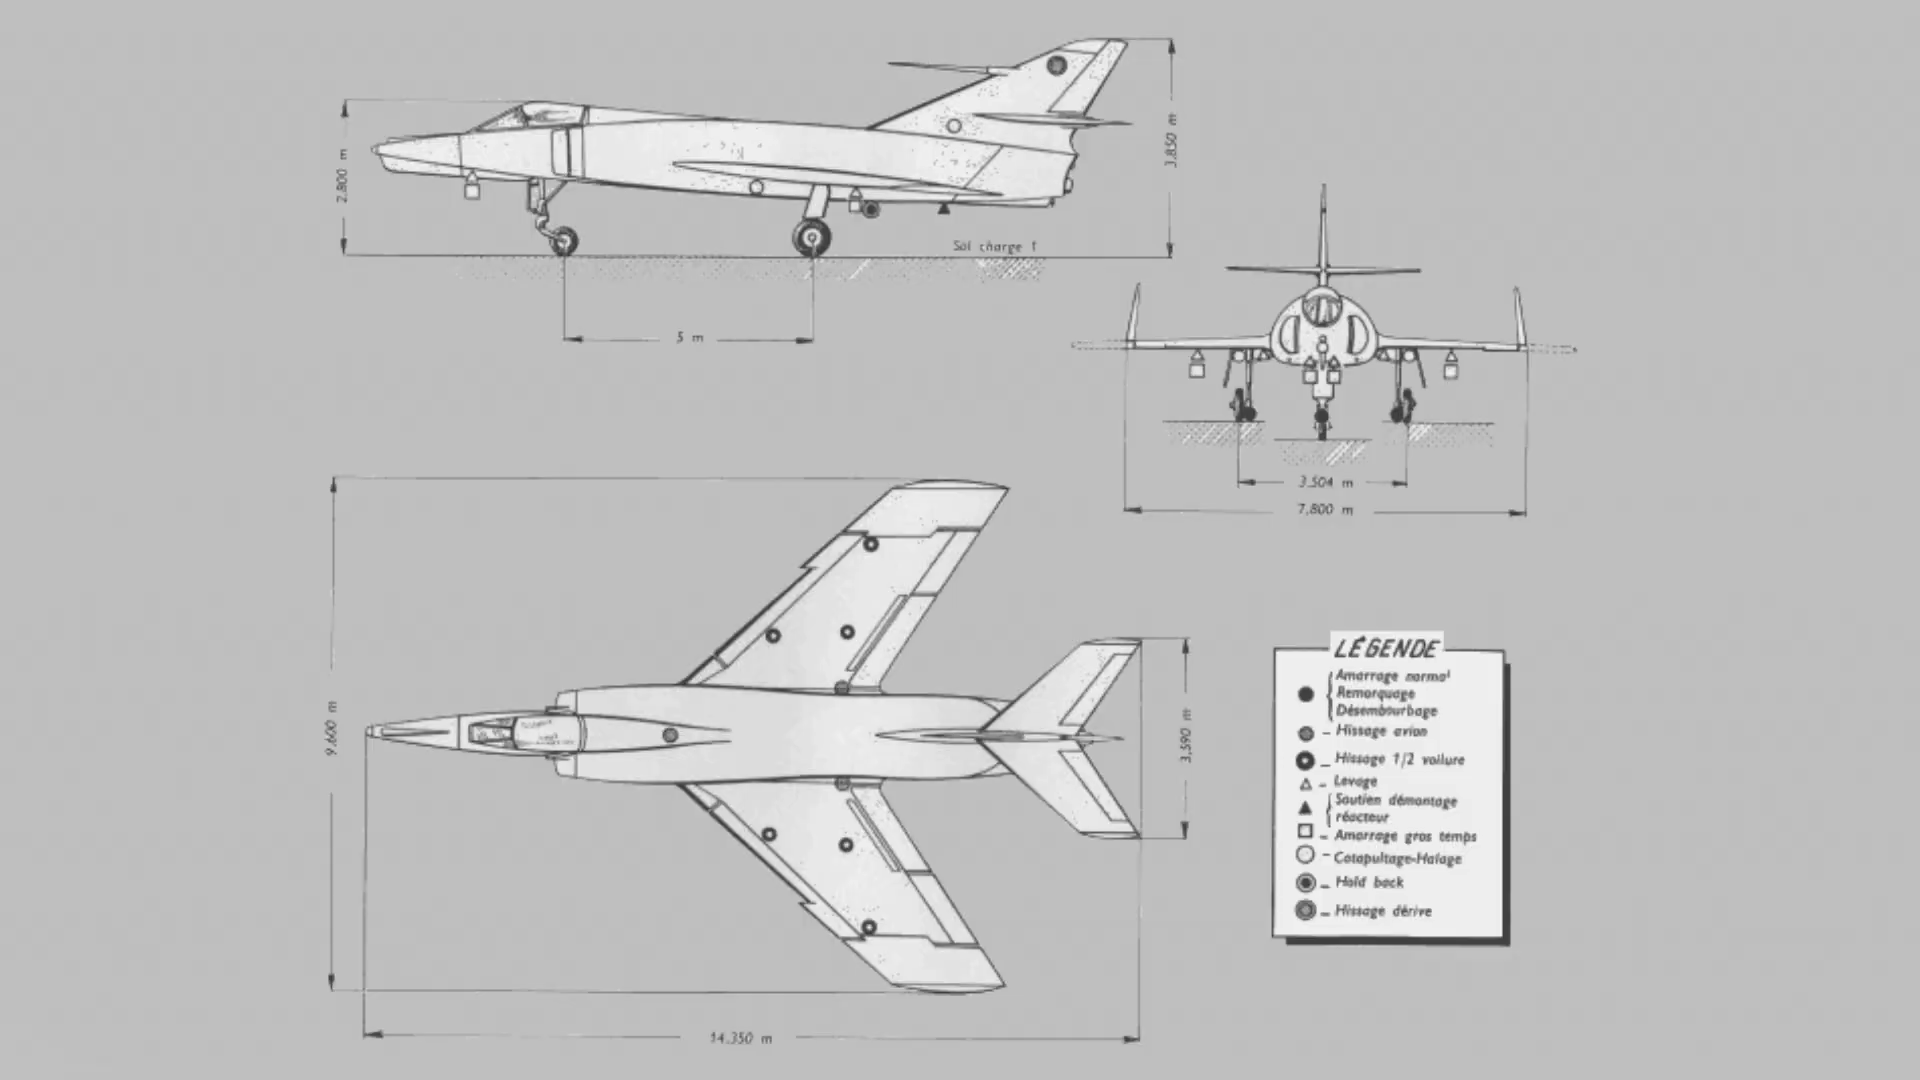 2.800 m
3.850 m
Sol charge f
5 m
3.504 m
7,800 m
9.600 m
3,590 m
14.350 m
LÉGENDE
Amarrage normal
Remorquage
Désembourbage
Hissage avion
Hissage 1/2 voilure
Levage
Soutien démontage
réacteur
Amarrage gros temps
Catapultage-Halage
Hold back
Hissage dérive